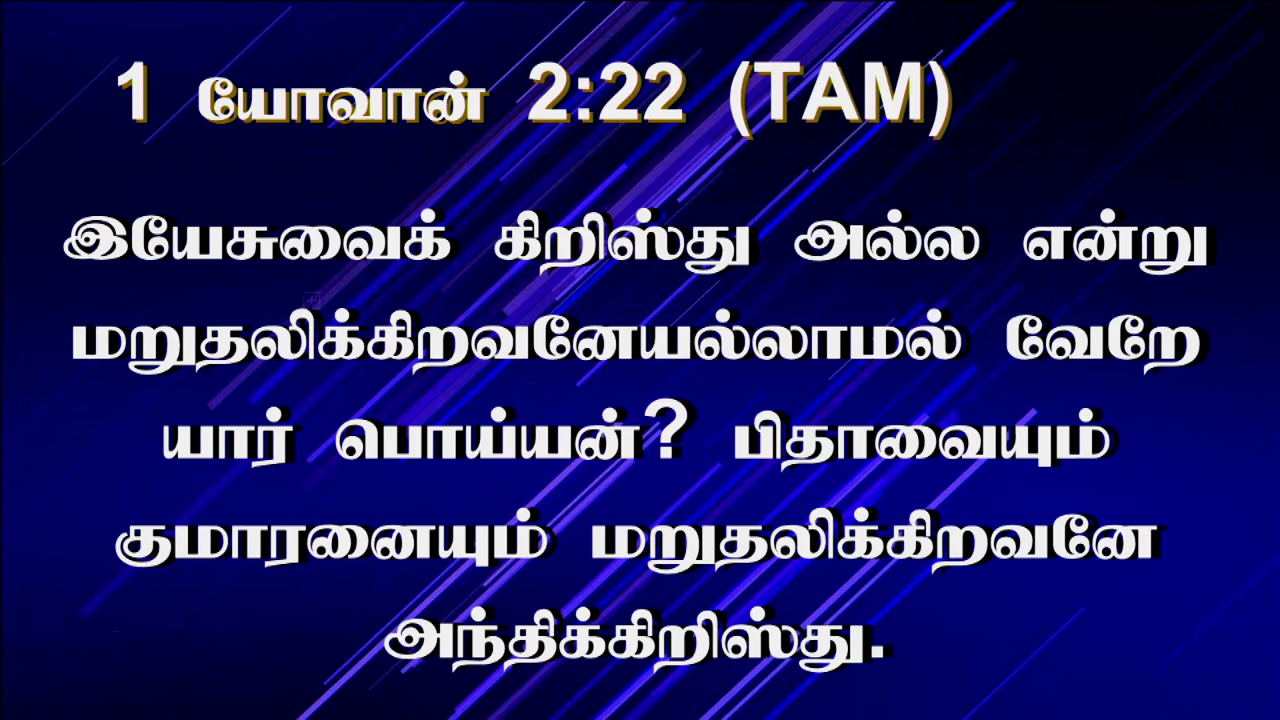 1 யோவான் 2:22 (TAM)
இயேசுவைக் கிறிஸ்து அல்ல என்று
மறுதலிக்கிறவனேயல்லாமல் வேறே
யார் பொய்யன்? பிதாவையும்
குமாரனையும் மறுதலிக்கிறவனே
அந்திக்கிறிஸ்து.